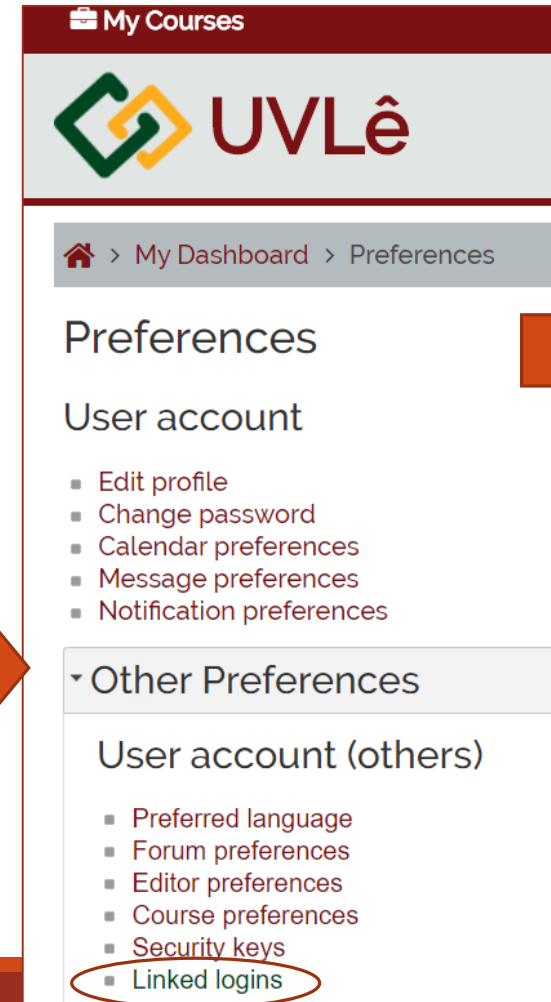 My Courses
UVLê
> My Dashboard > Preferences
Preferences
User account
Edit profile
Change password
Calendar preferences
Message preferences
Notification preferences
Other Preferences
User account (others)
Preferred language
Forum preferences
Editor preferences
Course preferences
Security keys
Linked logins